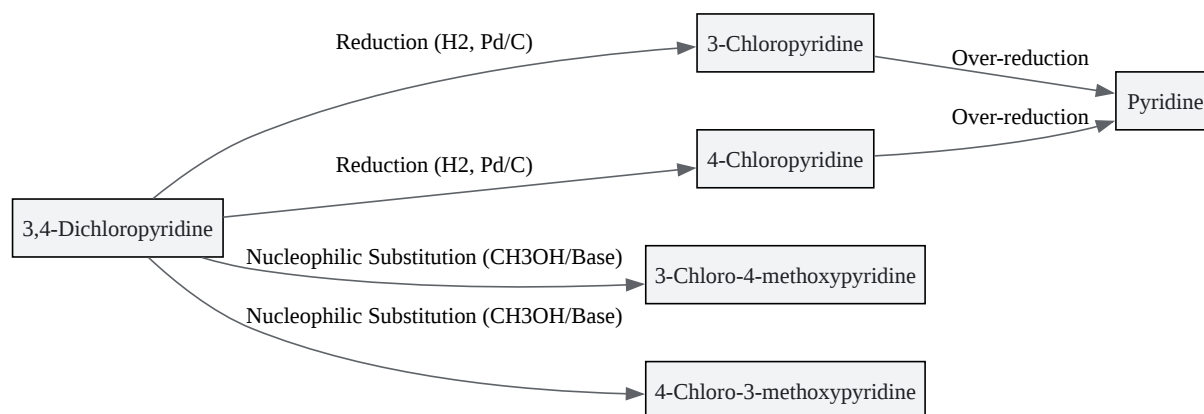 Reduction (H2, Pd/C)
3-Chloropyridine
Over-reduction
Pyridine
Over-reduction
Reduction (H2, Pd/C)
4-Chloropyridine
3,4-Dichloropyridine
Nucleophilic Substitution (CH3OH/Base)
3-Chloro-4-methoxypyridine
Nucleophilic Substitution (CH3OH/Base)
4-Chloro-3-methoxypyridine